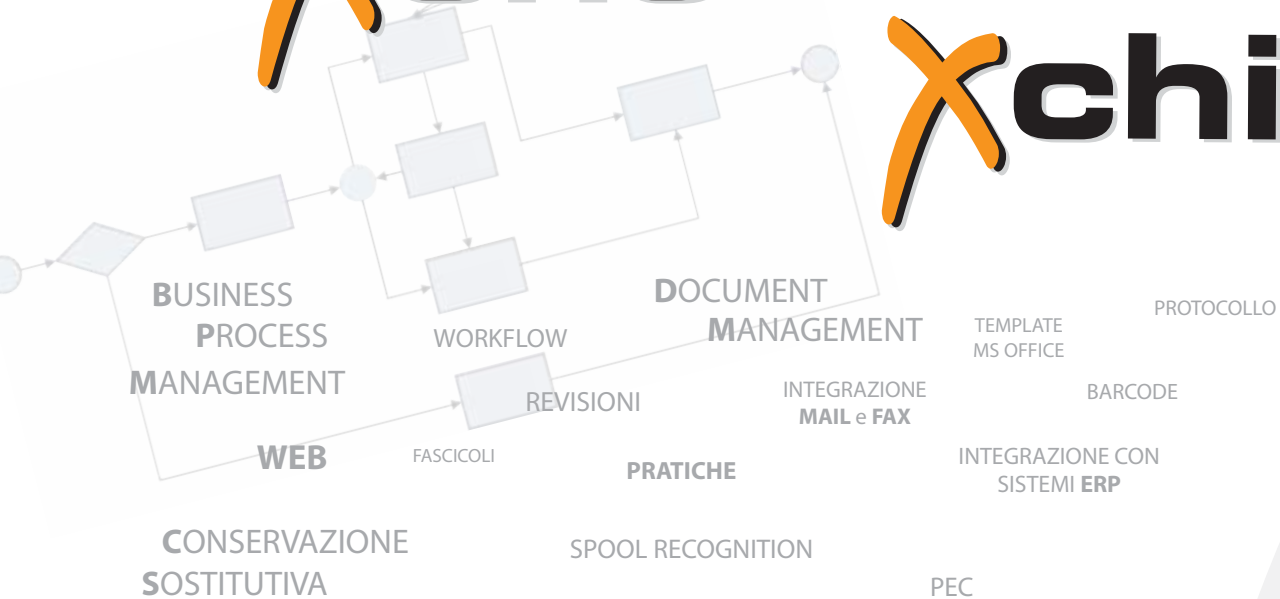 Xchi
BUSINESS
PROCESS
MANAGEMENT
WORKFLOW
DOCUMENT
MANAGEMENT
TEMPLATE
MS OFFICE
PROTOCOLLO
REVISIONI
INTEGRAZIONE
MAIL e FAX
BARCODE
WEB
FASCICOLI
PRATICHE
INTEGRAZIONE CON
SISTEMI ERP
CONSERVAZIONE
SOSTITUTIVA
SPOOL RECOGNITION
PEC